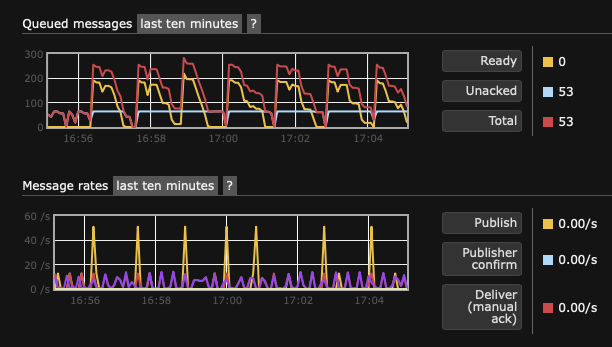 Queued messages last ten minutes ?
300
200
100
0
16:56 16:58 17:00 17:02 17:04
Ready 0
Unacked 53
Total 53
Message rates last ten minutes ?
60 /s
40 /s
20 /s
0 /s
16:56 16:58 17:00 17:02 17:04
Publish 0.00/s
Publisher
confirm 0.00/s
Deliver
(manual
ack) 0.00/s